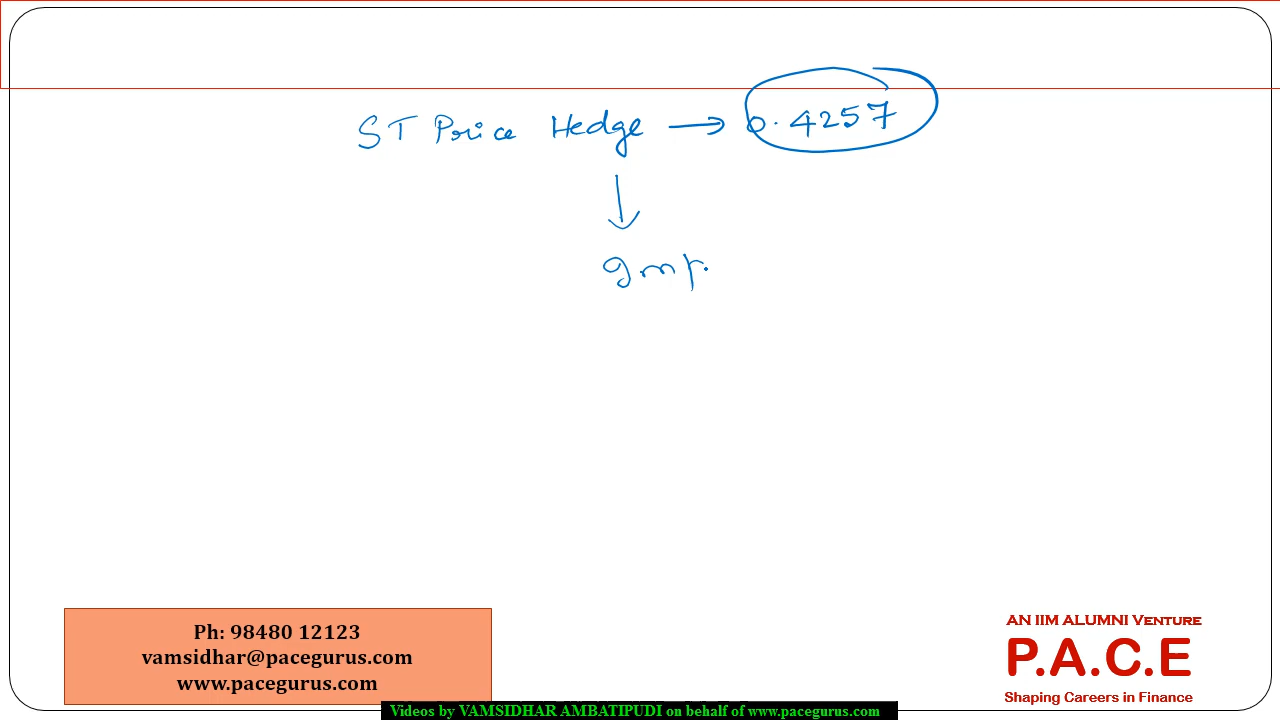 ST Price Hedge → 0.4257
↓
Imp.
Ph: 98480 12123
vamsidhar@pacegurus.com
www.pacegurus.com
AN IIM ALUMNI VENTURE
P.A.C.E
Shaping Careers in Finance
Videos by VAMSIDHAR AMBATIPUDI on behalf of www.pacegurus.com